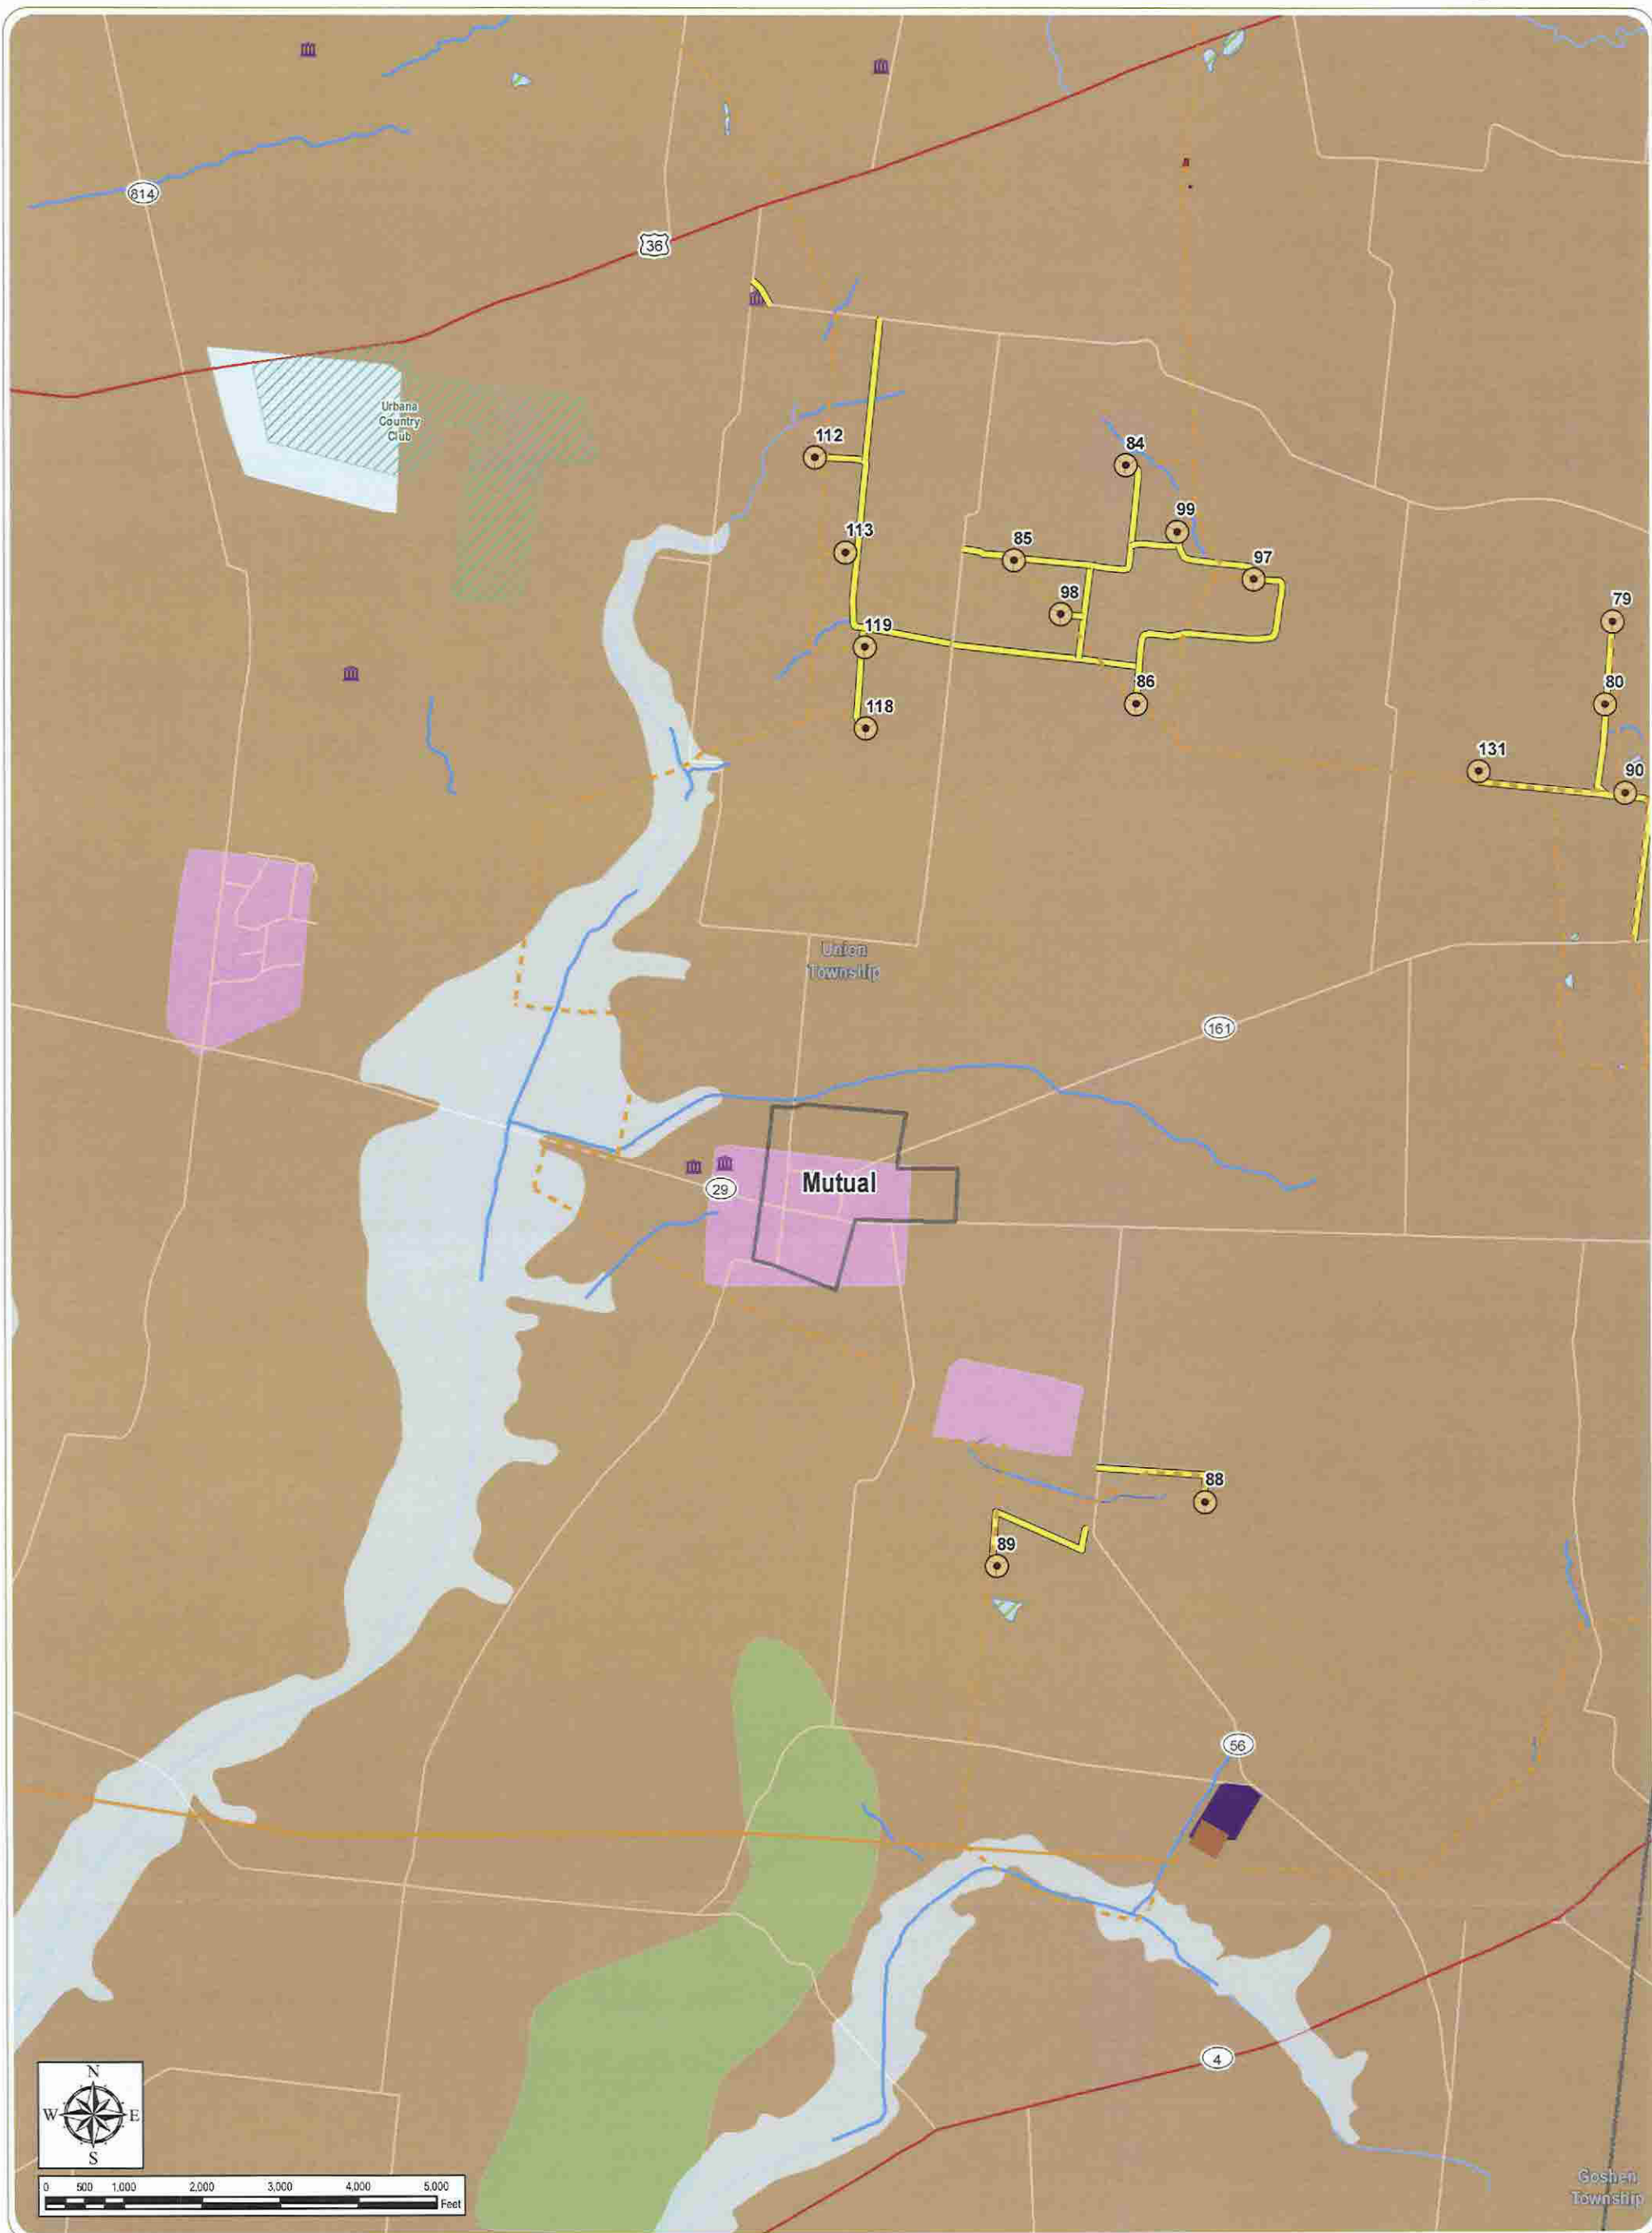 814
36
Urbana
Country
Club
112
84
99
113
85
97
98
79
119
86
80
118
131
90
Union
Township
161
Mutual
29
88
89
56
4
N
W E
S
0 500 1,000 2,000 3,000 4,000 5,000
Feet
Goshen
Township